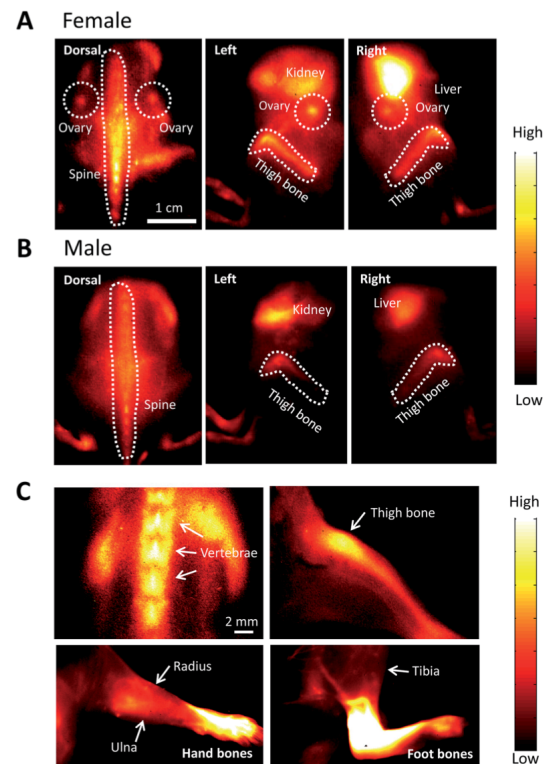 A Female
Dorsal
Left
Right
Kidney
Liver
Ovary
Ovary
Ovary
Ovary
Spine
Thigh bone
Thigh bone
1 cm
High
Low
B Male
Dorsal
Left
Right
Kidney
Liver
Spine
Thigh bone
Thigh bone
C
Vertebrae
2 mm
Thigh bone
High
Radius
Ulna
Hand bones
Tibia
Foot bones
Low